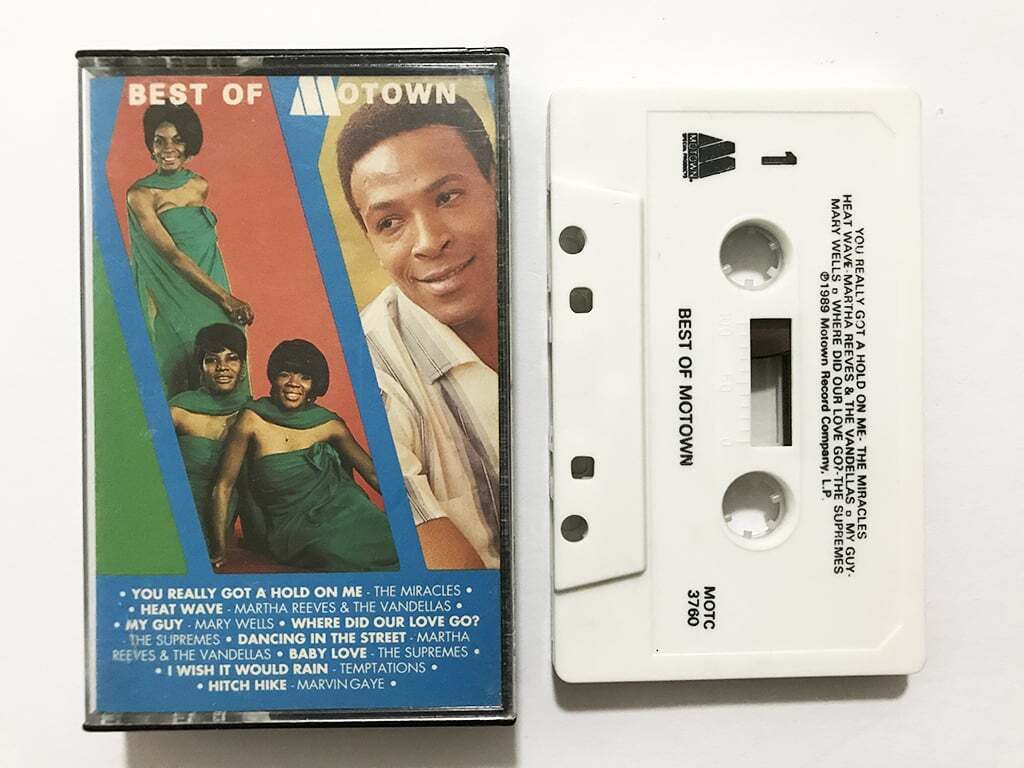 BEST OF MOTOWN
• YOU REALLY GOT A HOLD ON ME - THE MIRACLES •
• HEAT WAVE - MARTHA REEVES & THE VANDELLAS •
• MY GUY - MARY WELLS • WHERE DID OUR LOVE GO?
- THE SUPREMES • DANCING IN THE STREET - MARTHA
REEVES & THE VANDELLAS • BABY LOVE - THE SUPREMES •
• I WISH IT WOULD RAIN - TEMPTATIONS •
• HITCH HIKE - MARVIN GAYE •
1
MOTOWN
SPECIAL PRODUCTS
YOU REALLY GOT A HOLD ON ME- THE MIRACLES
HEAT WAVE-MARTHA REEVES & THE VANDELLAS ¤ MY GUY-
MARY WELLS ¤ WHERE DID OUR LOVE GO?-THE SUPREMES
℗1989 Motown Record Company, L.P.
BEST OF MOTOWN
MOTC
3760